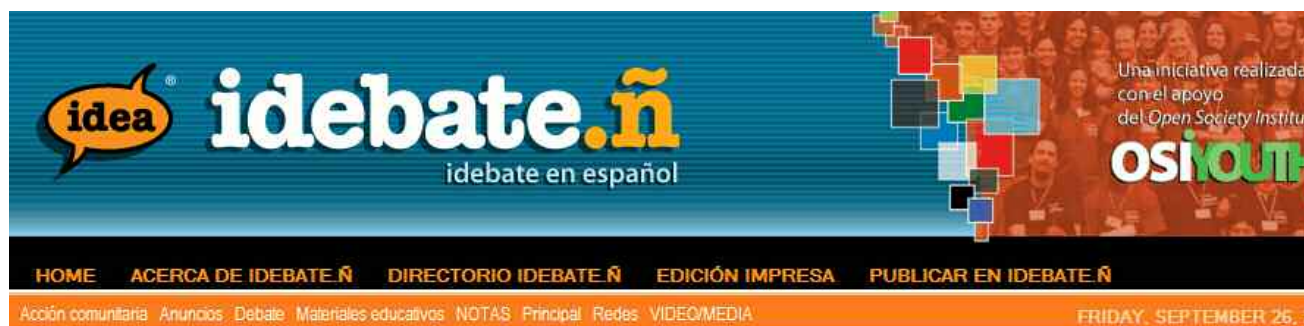 idea®
idebate.ñ
idebate en español
Una iniciativa realizada
con el apoyo
del Open Society
OSIYOUTH
HOME ACERCA DE IDEBATE.Ñ DIRECTORIO IDEBATE.Ñ EDICIÓN IMPRESA PUBLICAR EN IDEBATE.Ñ
Acción comunitaria Anuncios Debate Materiales educativos NOTAS Principal Redes VIDEO/MEDIA FRIDAY, SEPTEMBER 26,